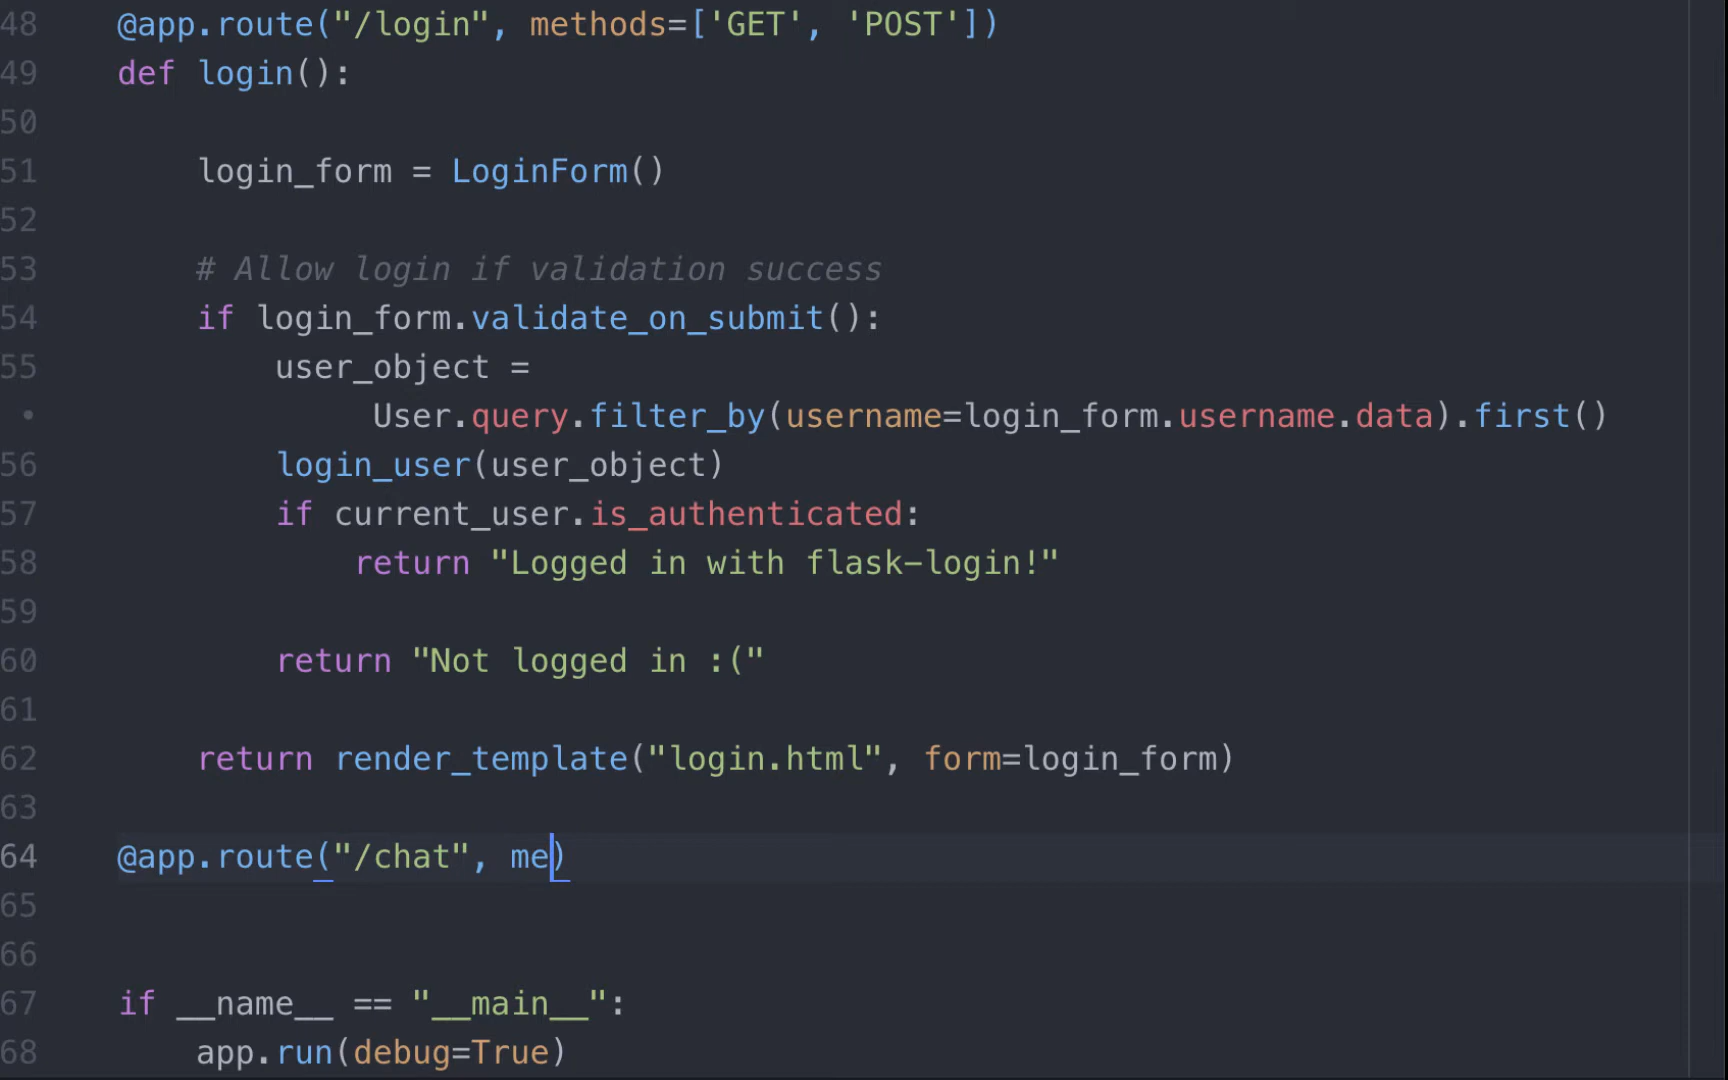 48 @app.route("/login", methods=['GET', 'POST'])
49 def login():
50
51 login_form = LoginForm()
52
53 # Allow login if validation success
54 if login_form.validate_on_submit():
55 user_object =
• User.query.filter_by(username=login_form.username.data).first()
56 login_user(user_object)
57 if current_user.is_authenticated:
58 return "Logged in with flask-login!"
59
60 return "Not logged in :("
61
62 return render_template("login.html", form=login_form)
63
64 @app.route("/chat", me)
65
66
67 if __name__ == "__main__":
68 app.run(debug=True)